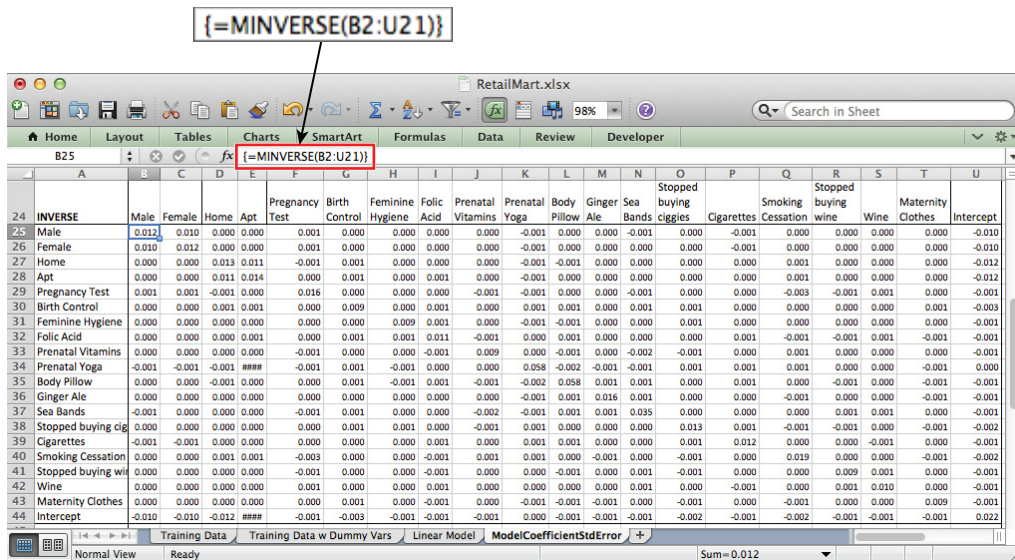 {=MINVERSE(B2:U21)}
RetailMart.xlsx
98%
Search in Sheet
Home Layout Tables Charts SmartArt Formulas Data Review Developer
B25 fx {=MINVERSE(B2:U21)}
A B C D E F G H I J K L M N O P Q R S T U
24 INVERSE Male Female Home Apt Pregnancy Test Birth Control Feminine Hygiene Folic Acid Prenatal Vitamins Prenatal Yoga Body Pillow Ginger Ale Sea Bands Stopped buying ciggies Cigarettes Smoking Cessation Stopped buying wine Wine Maternity Clothes Intercept
25 Male 0.012 0.010 0.000 0.000 0.001 0.000 0.000 0.000 0.000 -0.001 0.000 0.000 -0.001 0.000 -0.001 0.000 0.000 0.000 0.000 -0.010
26 Female 0.010 0.012 0.000 0.000 0.001 0.000 0.000 0.000 0.000 -0.001 0.000 0.000 0.000 0.000 -0.001 0.000 0.000 0.000 0.000 -0.010
27 Home 0.000 0.000 0.013 0.011 -0.001 0.001 0.000 0.000 0.000 -0.001 -0.001 0.000 0.000 0.000 0.000 0.001 0.000 0.000 0.000 -0.012
28 Apt 0.000 0.000 0.011 0.014 0.000 0.001 0.000 0.000 0.000 0.000 0.000 0.000 0.000 0.000 0.000 0.001 0.000 0.000 0.000 -0.012
29 Pregnancy Test 0.001 0.001 -0.001 0.000 0.016 0.000 0.000 0.000 -0.001 -0.001 0.000 0.000 -0.001 0.000 0.000 -0.003 -0.001 0.001 0.000 -0.001
30 Birth Control 0.000 0.000 0.001 0.001 0.000 0.009 0.000 0.001 0.000 0.001 0.001 0.000 0.001 0.001 0.000 0.000 0.000 0.000 0.001 -0.003
31 Feminine Hygiene 0.000 0.000 0.000 0.000 0.000 0.000 0.009 0.001 0.000 -0.001 -0.001 0.000 0.000 0.001 0.000 0.000 0.000 0.000 0.000 -0.001
32 Folic Acid 0.000 0.000 0.000 0.000 0.000 0.001 0.001 0.011 -0.001 0.000 0.001 0.000 0.000 0.000 0.001 -0.001 0.000 0.000 -0.001 -0.001
33 Prenatal Vitamins 0.000 0.000 0.000 0.000 -0.001 0.000 0.000 -0.001 0.009 0.000 -0.001 0.000 -0.002 -0.001 0.000 0.001 0.000 0.000 0.000 -0.001
34 Prenatal Yoga -0.001 -0.001 -0.001 #### -0.001 0.001 -0.001 0.000 0.000 0.058 -0.002 -0.001 -0.001 0.000 0.001 0.001 -0.001 0.000 -0.001 0.000
35 Body Pillow 0.000 0.000 -0.001 0.000 0.000 0.001 -0.001 0.001 -0.001 -0.002 0.058 0.001 0.001 0.000 0.001 0.000 -0.001 0.000 -0.001 -0.001
36 Ginger Ale 0.000 0.000 0.000 0.000 0.000 0.000 0.000 0.000 0.000 -0.001 0.001 0.016 0.001 0.000 0.000 -0.001 0.000 0.000 -0.001 -0.001
37 Sea Bands -0.001 0.000 0.000 0.000 -0.001 0.001 0.000 0.000 -0.002 -0.001 0.001 0.001 0.035 0.000 0.000 0.000 0.001 0.001 0.000 -0.001
38 Stopped buying cig 0.000 0.000 0.000 0.000 0.000 0.001 0.001 0.000 -0.001 0.000 0.000 0.000 0.000 0.013 0.001 -0.001 0.000 0.000 -0.001 -0.002
39 Cigarettes -0.001 -0.001 0.000 0.000 0.000 0.000 0.000 0.001 0.000 0.001 0.001 0.000 0.000 0.001 0.012 0.000 0.000 -0.001 0.000 -0.001
40 Smoking Cessation 0.000 0.000 0.001 0.001 -0.003 0.000 0.000 -0.001 0.001 0.001 0.000 -0.001 0.000 -0.001 0.000 0.019 0.000 0.000 -0.001 -0.002
41 Stopped buying wi 0.000 0.000 0.000 0.000 -0.001 0.000 0.000 0.000 0.000 -0.001 -0.001 0.000 0.001 0.000 0.000 0.000 0.009 0.001 0.000 -0.001
42 Wine 0.000 0.000 0.000 0.000 0.001 0.000 0.000 0.000 0.000 0.000 0.000 0.000 0.001 0.000 -0.001 0.000 0.001 0.010 0.000 -0.001
43 Maternity Clothes 0.000 0.000 0.000 0.000 0.000 0.001 0.000 -0.001 0.000 -0.001 -0.001 -0.001 0.000 -0.001 0.000 -0.001 0.000 0.000 0.009 -0.001
44 Intercept -0.010 -0.010 -0.012 #### -0.001 -0.003 -0.001 -0.001 -0.001 0.000 -0.001 -0.001 -0.001 -0.002 -0.001 -0.002 -0.001 -0.001 -0.001 0.022
Training Data Training Data w Dummy Vars Linear Model ModelCoefficientStdError +
Normal View Ready Sum=0.012